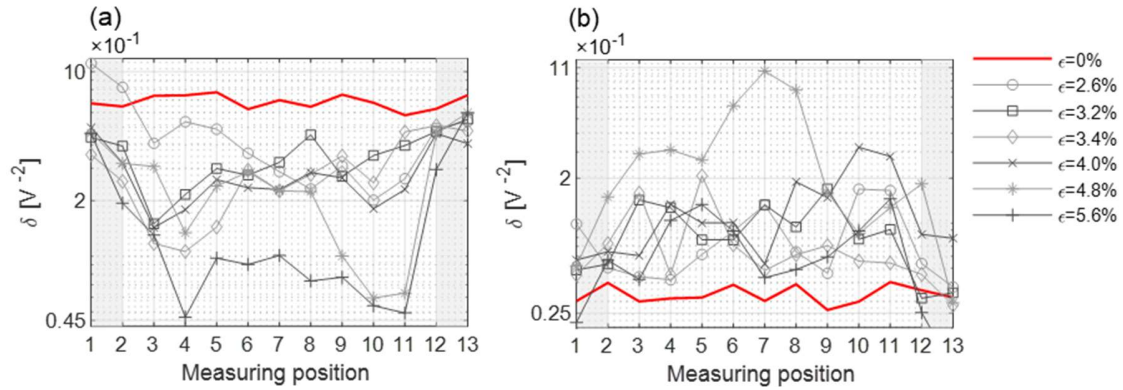 (a)
×10⁻¹
10
2
0.45
δ [V⁻²]
1 2 3 4 5 6 7 8 9 10 11 12 13
Measuring position
(b)
×10⁻¹
11
2
0.25
δ [V⁻²]
1 2 3 4 5 6 7 8 9 10 11 12 13
Measuring position
ϵ=0%
ϵ=2.6%
ϵ=3.2%
ϵ=3.4%
ϵ=4.0%
ϵ=4.8%
ϵ=5.6%